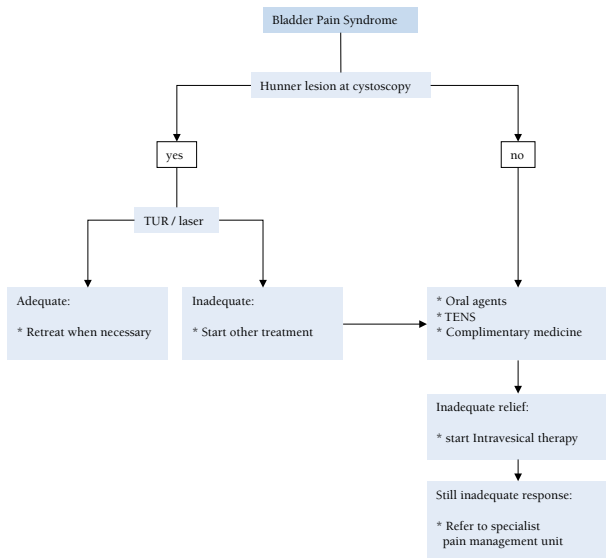 Bladder Pain Syndrome
Hunner lesion at cystoscopy
yes
no
TUR / laser
Adequate:
* Retreat when necessary
Inadequate:
* Start other treatment
* Oral agents
* TENS
* Complimentary medicine
Inadequate relief:
* start Intravesical therapy
Still inadequate response:
* Refer to specialist
pain management unit